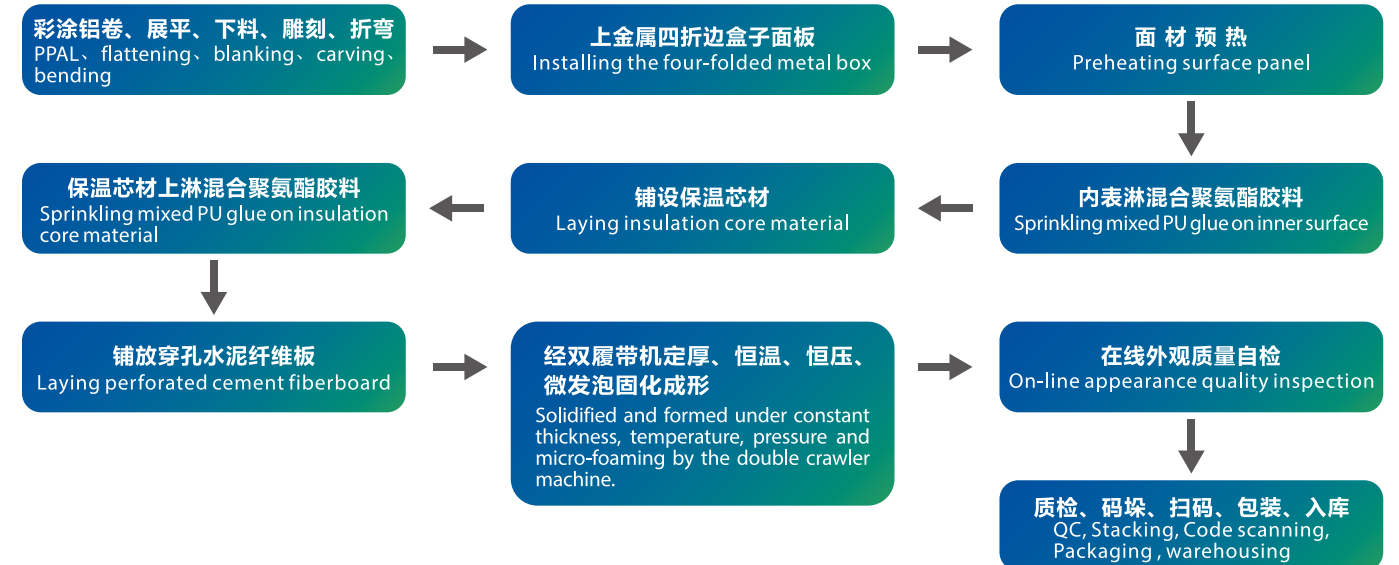 彩涂铝卷、展平、下料、雕刻、折弯
PPAL、flattening、blanking、carving、
bending
上金属四折边盒子面板
Installing the four-folded metal box
面 材 预 热
Preheating surface panel
内表淋混合聚氨酯胶料
Sprinkling mixed PU glue on inner surface
铺设保温芯材
Laying insulation core material
保温芯材上淋混合聚氨酯胶料
Sprinkling mixed PU glue on insulation
core material
铺放穿孔水泥纤维板
Laying perforated cement fiberboard
经双履带机定厚、恒温、恒压、
微发泡固化成形
Solidified and formed under constant
thickness, temperature, pressure and
micro-foaming by the double crawler
machine.
在线外观质量自检
On-line appearance quality inspection
质检、码垛、扫码、包装、入库
QC, Stacking, Code scanning,
Packaging , warehousing